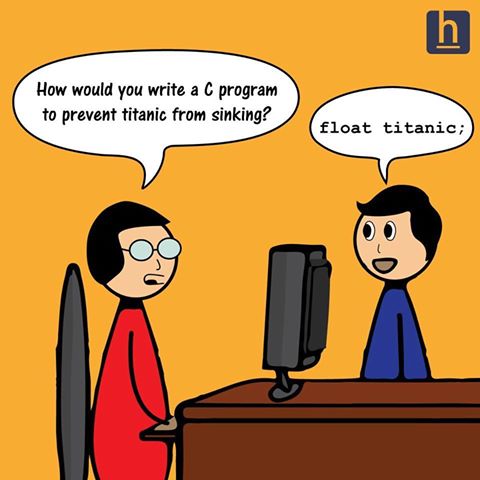 h
How would you write a C program
to prevent titanic from sinking?
float titanic;